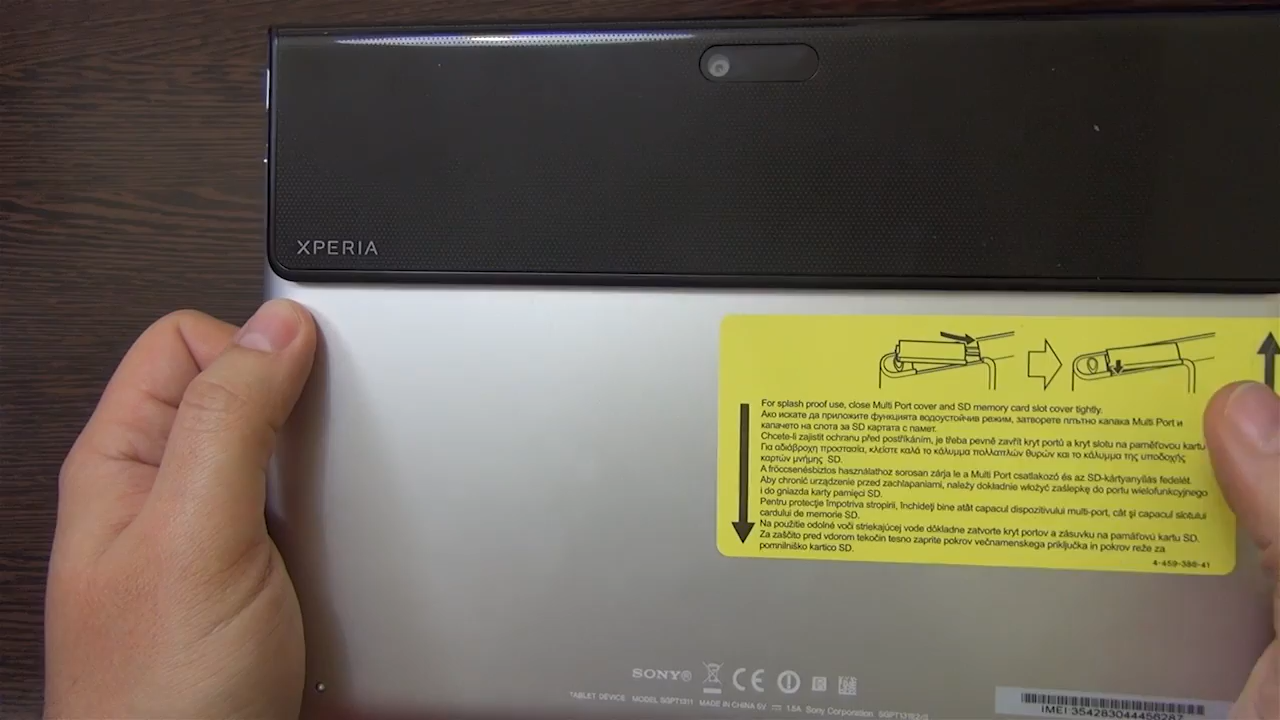 XPERIA
For splash proof use, close Multi Port cover and SD memory card slot cover tightly.
Ако искате да приложите функцията водоустойчив режим, затворете плътно капака Multi Port и
капачето на слота за SD картата с памет.
Chcete-li zajistit ochranu před postříkáním, je třeba pevně zavřít kryt portů a kryt slotu na paměťovou kartu
Για αδιάβροχη προστασία, κλείστε καλά το κάλυμμα πολλαπλών θυρών και το κάλυμμα της υποδοχής
καρτών μνήμης SD.
A fröccsenésbiztos használathoz sorosan zárja le a Multi Port csatlakozó és az SD-kártyanyílás fedelét.
Aby chronić urządzenie przed zachlapaniami, należy dokładnie włożyć zaślepkę do portu wielofunkcyjnego
i do gniazda karty pamięci SD.
Pentru protecţie împotriva stropirii, închideţi bine atât capacul dispozitivului multi-port, cât şi capacul slotului
cardului de memorie SD.
Na použitie odolné voči striekajúcej vode dôkladne zatvorte kryt portov a zásuvku na pamäťovú kartu SD.
Za zaščito pred vdorom tekočin tesno zaprite pokrov večnamenskega priključka in pokrov reže za
pomnilniško kartico SD.
4-459-386-41
SONY® CE
TABLET DEVICE MODEL SGPT1311 MADE IN CHINA 5V 1.5A Sony Corporation
IMEI: